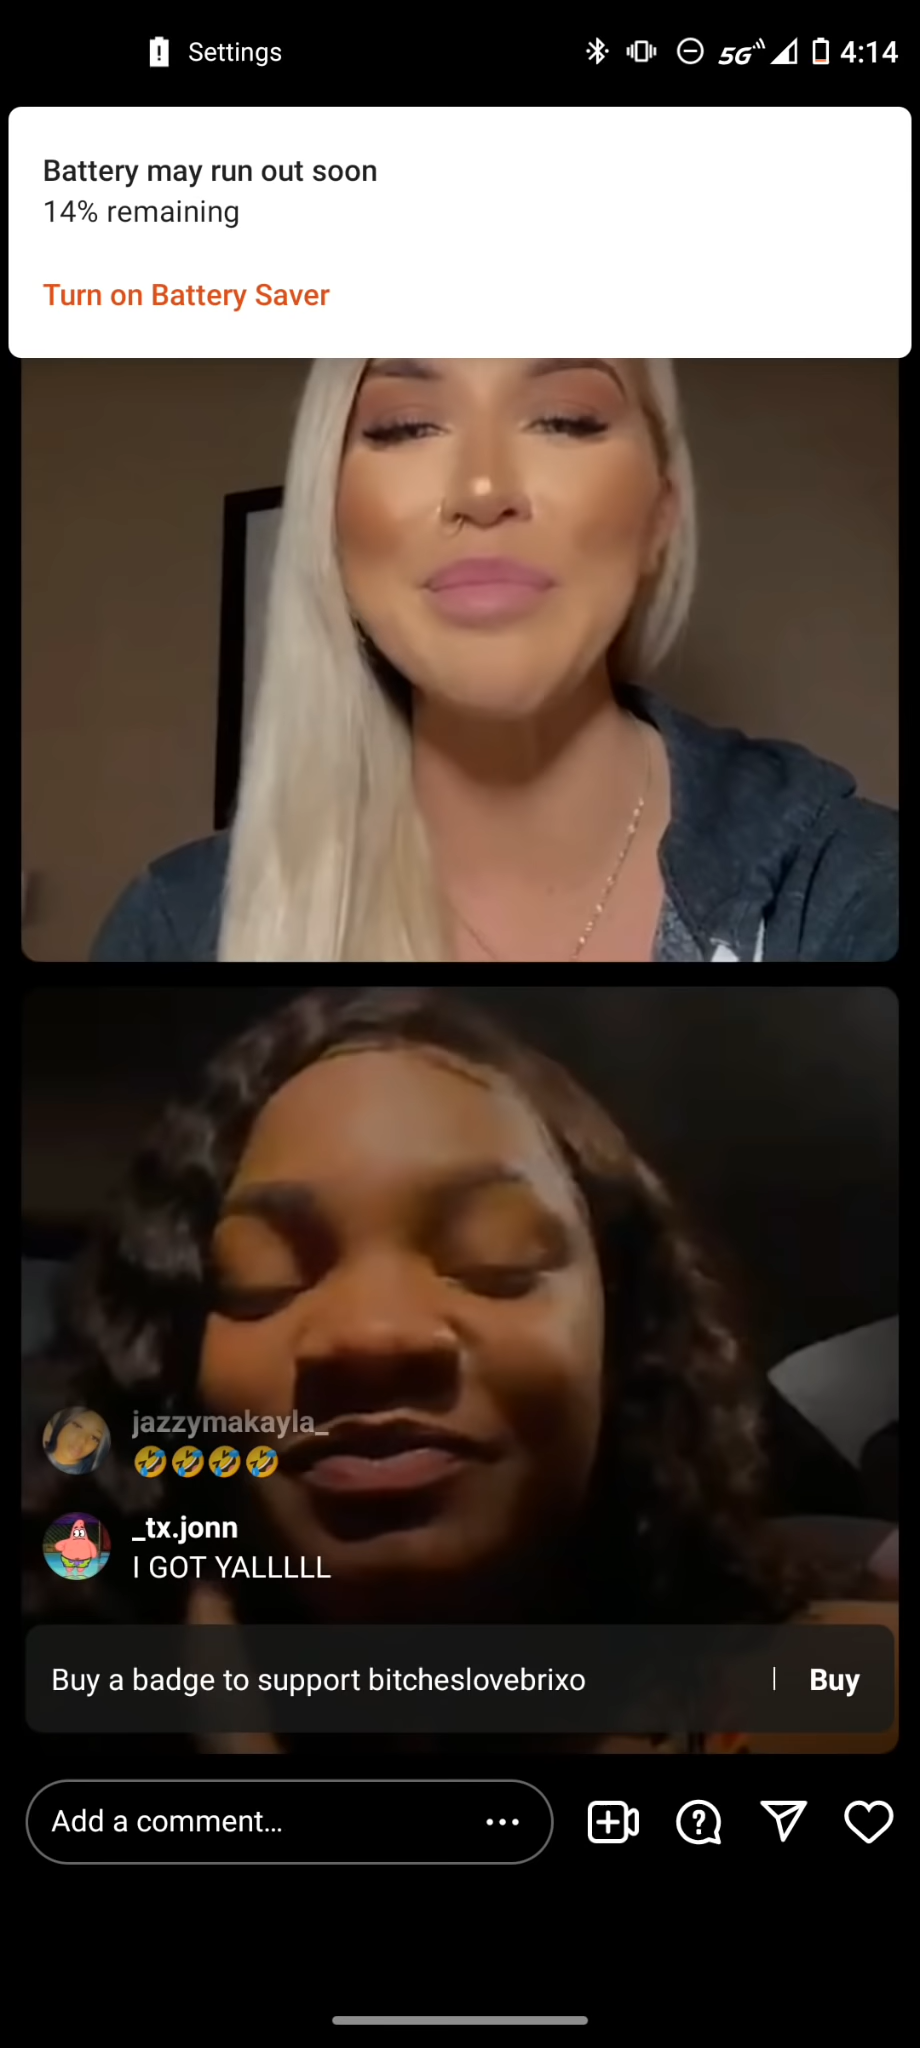 Settings
5G
4:14
Battery may run out soon
14% remaining
Turn on Battery Saver
jazzymakayla_
🤣🤣🤣🤣
_tx.jonn
I GOT YALLLLL
Buy a badge to support bitcheslovebrixo | Buy
Add a comment...